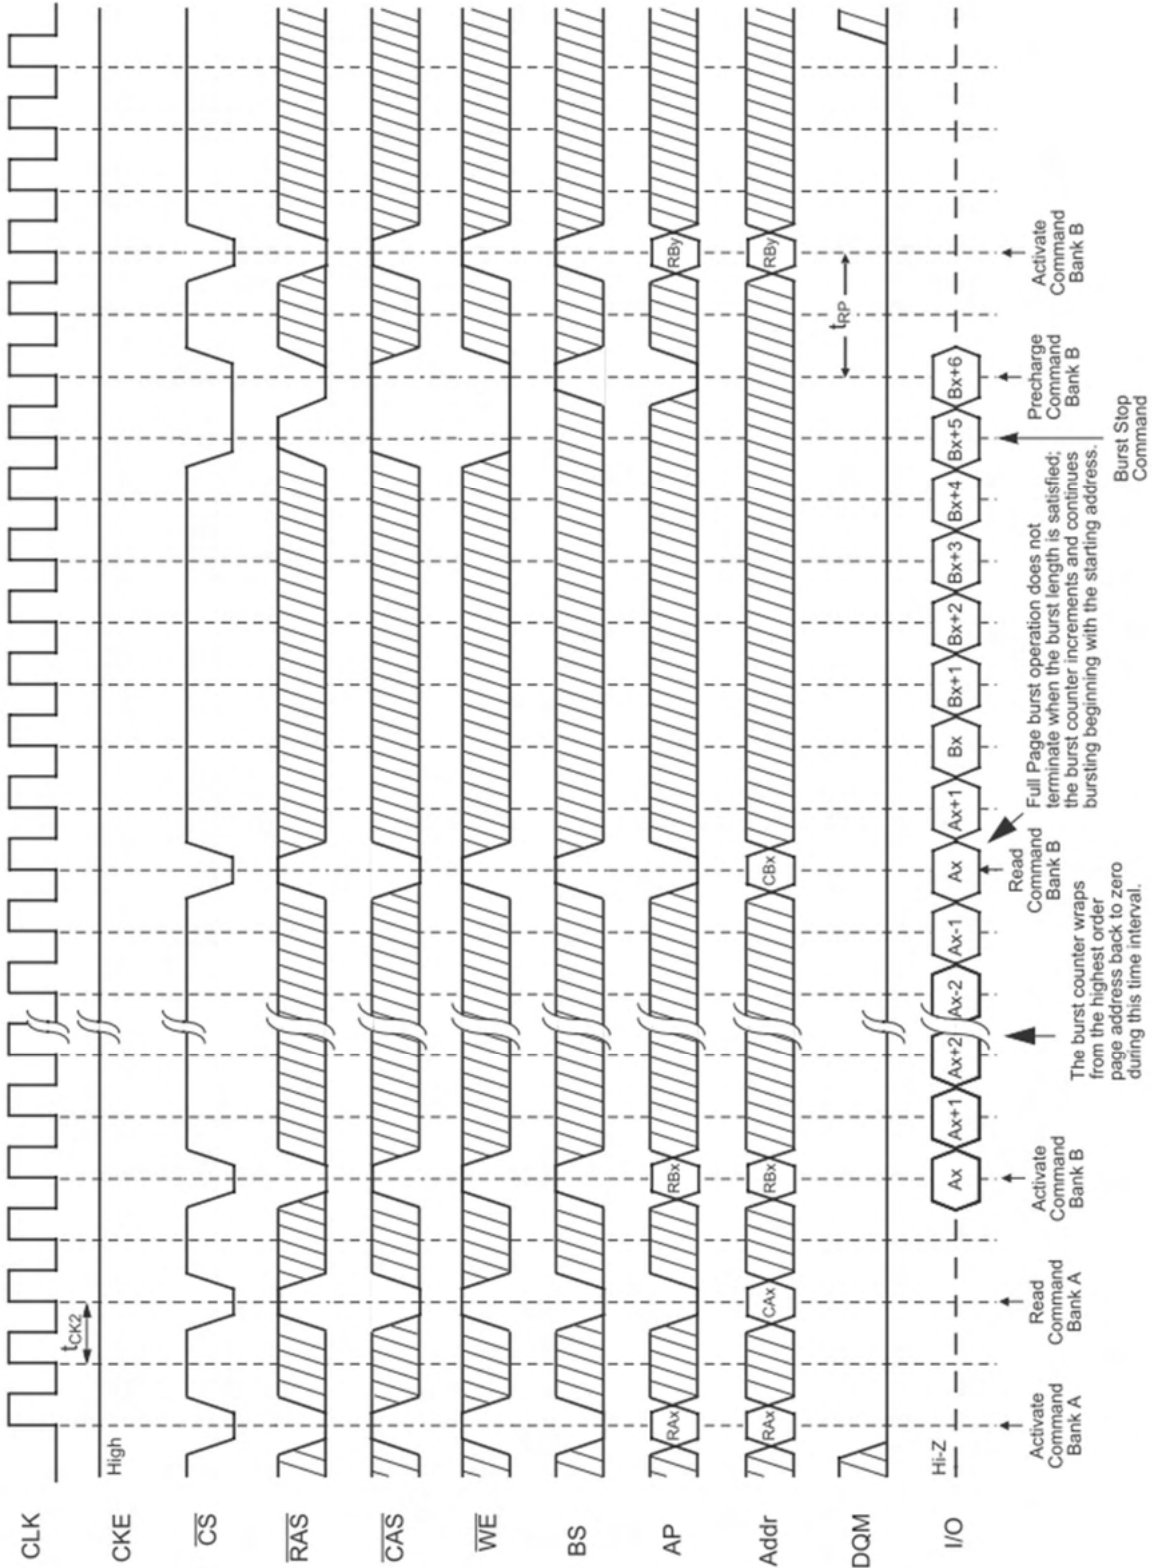 CLK
t_CK2
CKE
High
CS
RAS
CAS
WE
BS
AP
RAx
RBx
RBy
Addr
RAx
CAx
RBx
CBx
RBy
DQM
t_RP
I/O
Hi-Z
Ax
Ax+1
Ax+2
Ax-2
Ax-1
Ax
Ax+1
Bx
Bx+1
Bx+2
Bx+3
Bx+4
Bx+5
Bx+6
Activate
Command
Bank A
Read
Command
Bank A
Activate
Command
Bank B
The burst counter wraps
from the highest order
page address back to zero
during this time interval.
Read
Command
Bank B
Full Page burst operation does not
terminate when the burst length is satisfied;
the burst counter increments and continues
bursting beginning with the starting address.
Burst Stop
Command
Precharge
Command
Bank B
Activate
Command
Bank B